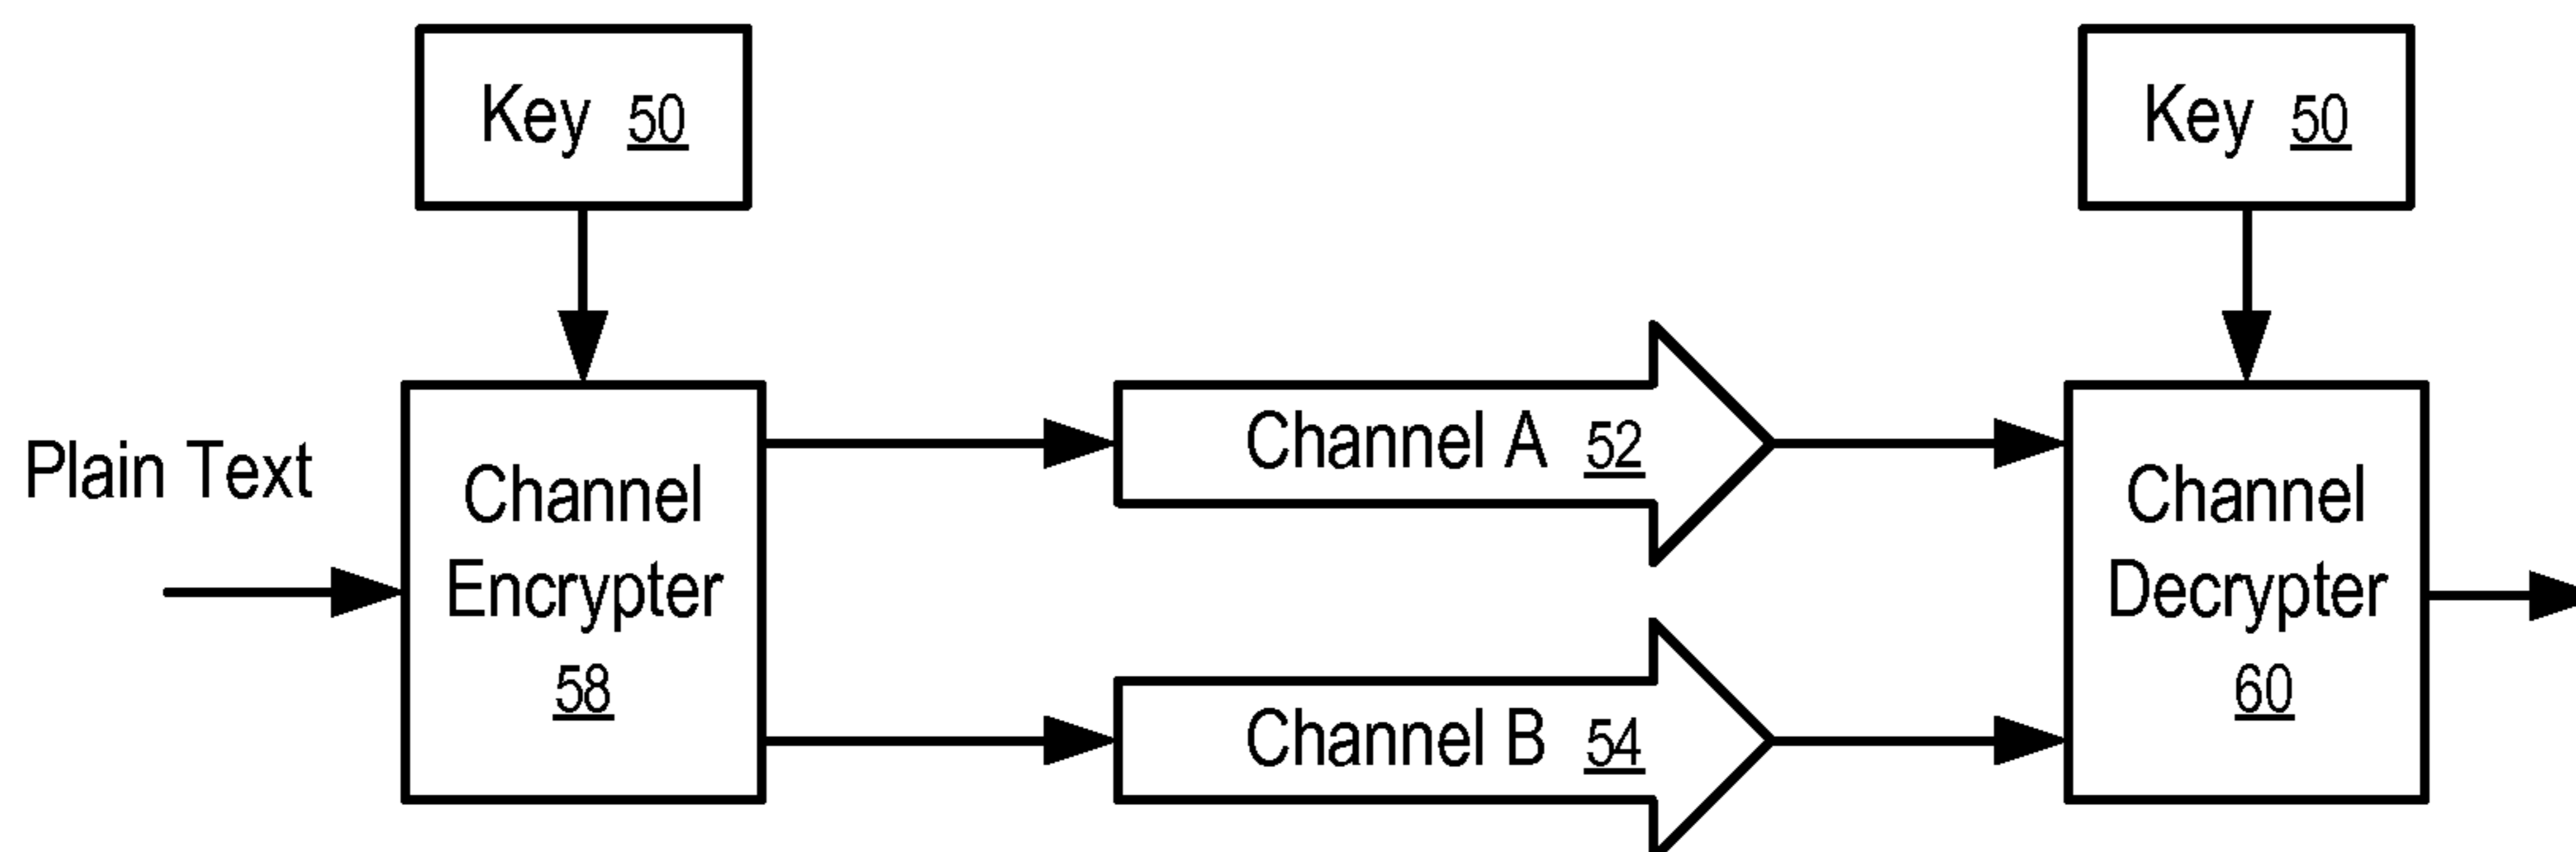 Key 50
Key 50
Plain Text
Channel
Encrypter
58
Channel A 52
Channel B 54
Channel
Decrypter
60